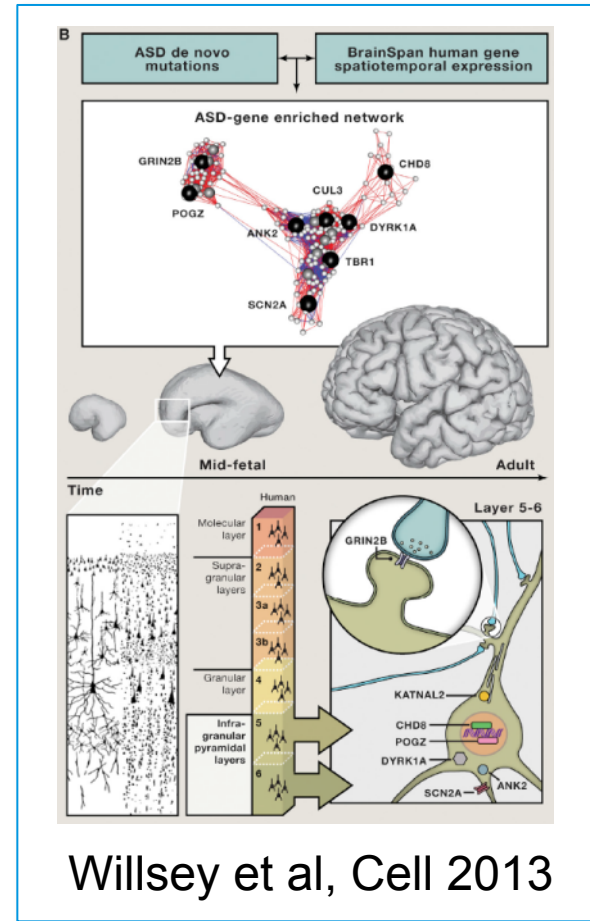 B
ASD de novo
mutations
BrainSpan human gene
spatiotemporal expression
ASD-gene enriched network
GRIN2B
CHD8
CUL3
POGZ
ANK2
DYRK1A
TBR1
SCN2A
Mid-fetal
Adult
Time
Human
Layer 5-6
Molecular
layer
1
GRIN2B
Supra-
granular
layers
2
3a
3b
Granular
layer
4
KATNAL2
Infra-
granular
pyramidal
layers
5
CHD8
POGZ
DYRK1A
6
ANK2
SCN2A
Willsey et al, Cell 2013